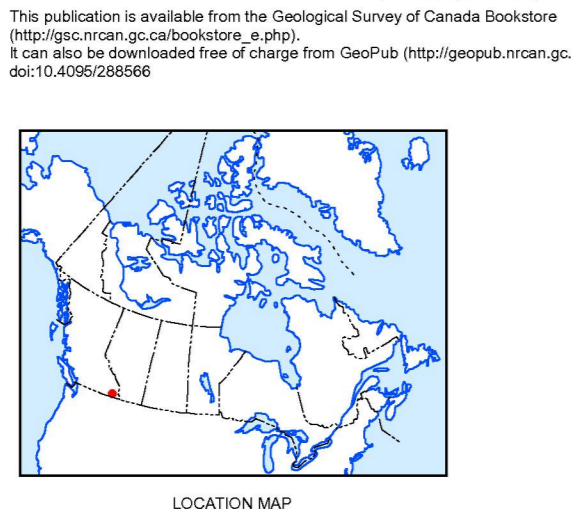 This publication is available from the Geological Survey of Canada Bookstore
(http://gsc.nrcan.gc.ca/bookstore_e.php).
It can also be downloaded free of charge from GeoPub (http://geopub.nrcan.gc.
doi:10.4095/288566
LOCATION MAP